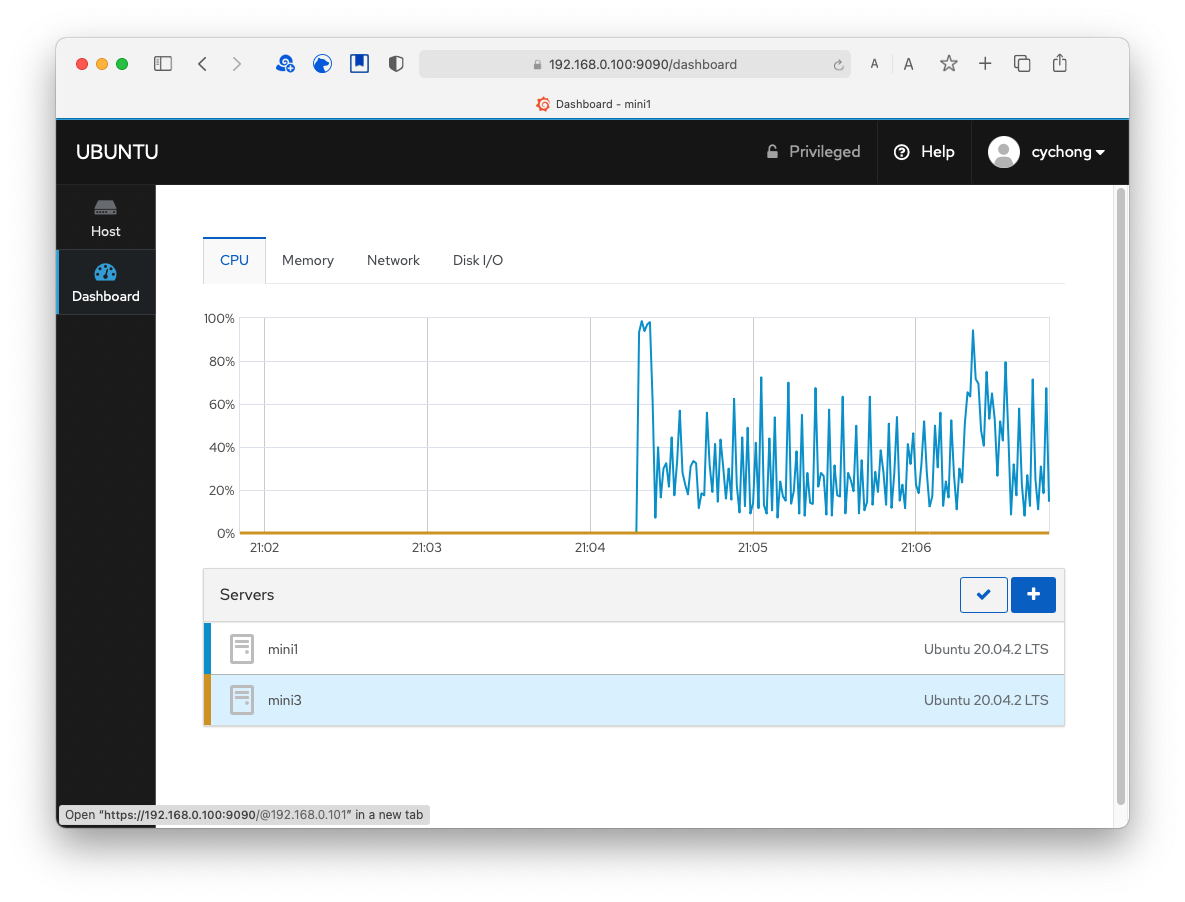 192.168.0.100:9090/dashboard
A A
Dashboard - mini1
UBUNTU
Privileged
Help
cychong
Host
Dashboard
CPU Memory Network Disk I/O
100%
80%
60%
40%
20%
0%
21:02 21:03 21:04 21:05 21:06
Servers
mini1 Ubuntu 20.04.2 LTS
mini3 Ubuntu 20.04.2 LTS
Open “https://192.168.0.100:9090/@192.168.0.101” in a new tab